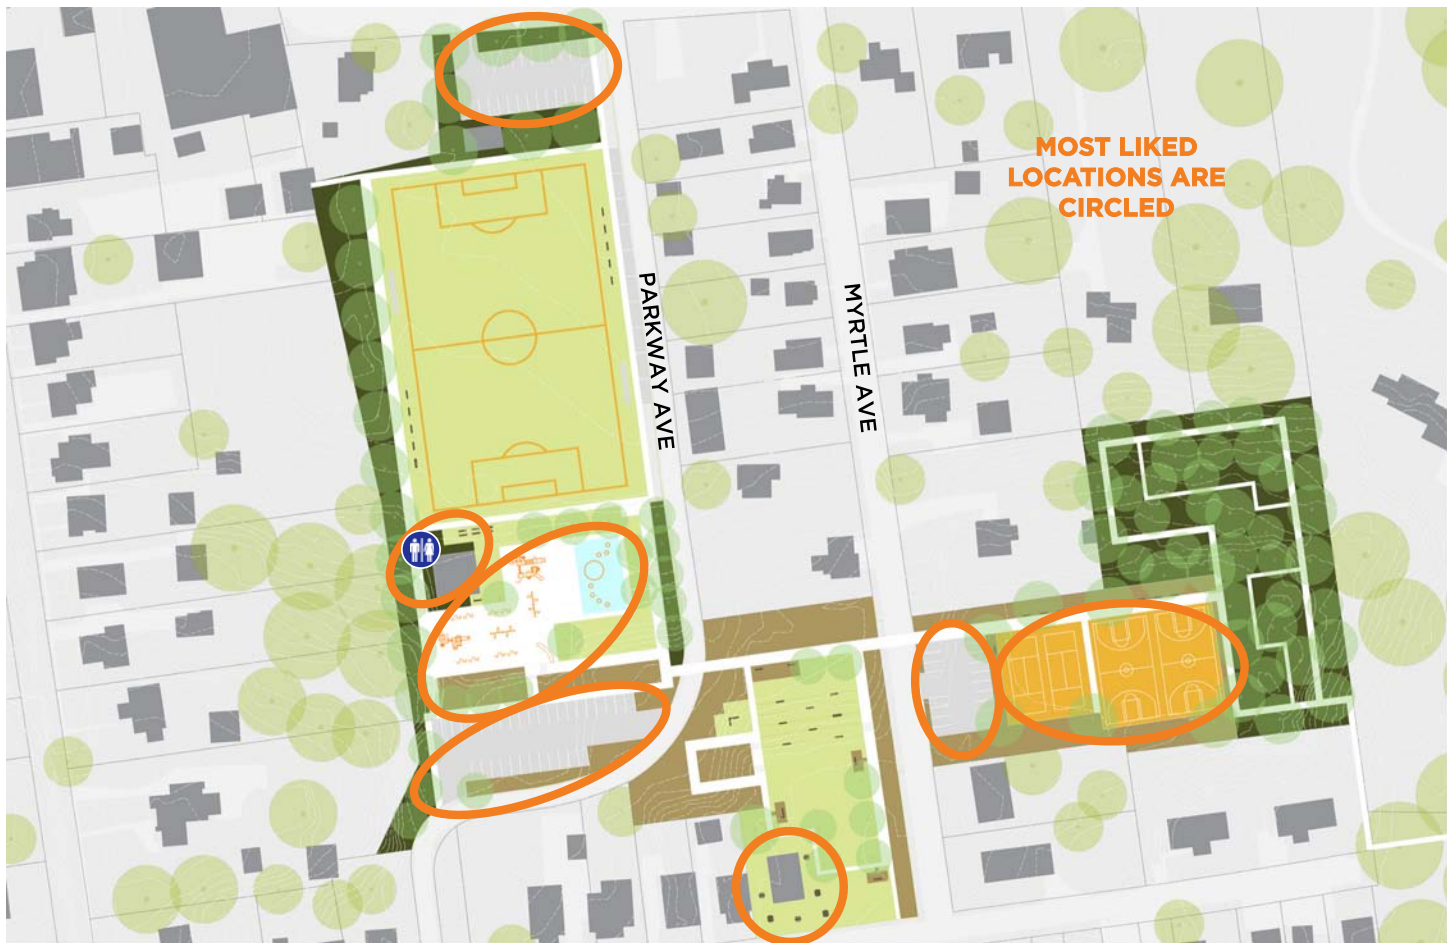 MOST LIKED
LOCATIONS ARE
CIRCLED
PARKWAY AVE
MYRTLE AVE